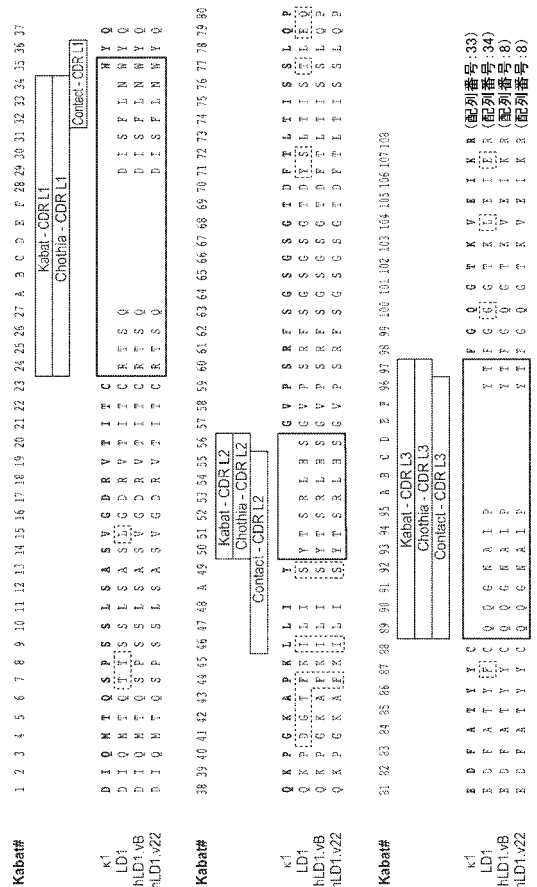 Kabat# 1 2 3 4 5 6 7 8 9 10 11 12 13 14 15 16 17 18 19 20 21 22 23 24 25 26 27 A B C D E F 28 29 30 31 32 33 34 35 36 37
Kabat - CDR L1
Chothia - CDR L1
Contact - CDR L1
κ1 D I Q M T Q S P S S L S A S V G D R V T I T C W Y Q
LD1 D I Q M T Q T T S S L S A S L G D R V T I T C R T S Q D I S F L N W Y Q
hLD1.vB D I Q M T Q S P S S L S A S V G D R V T I T C R T S Q D I S F L N W Y Q
hLD1.v22 D I Q M T Q S P S S L S A S V G D R V T I T C R T S Q D I S F L N W Y Q
Kabat# 38 39 40 41 42 43 44 45 46 47 48 A 49 50 51 52 53 54 55 56 57 58 59 60 61 62 63 64 65 66 67 68 69 70 71 72 73 74 75 76 77 78 79 80
Kabat - CDR L2
Chothia - CDR L2
Contact - CDR L2
κ1 Q K P G K A P K L L I Y G V P S R F S G S G S G T D F T L T I S S L Q P
LD1 Q K P D G T F K I L I S Y T S R L H S G V P S R F S G S G S G T D Y S L T I S T L E Q
hLD1.vB Q K P G K A F K I L I S Y T S R L H S G V P S R F S G S G S G T D F T L T I S S L Q P
hLD1.v22 Q K P G K A F K I L I S Y T S R L H S G V P S R F S G S G S G T D F T L T I S S L Q P
Kabat# 81 82 83 84 85 86 87 88 89 90 91 92 93 94 95 A B C D E F 96 97 98 99 100 101 102 103 104 105 106 107 108
Kabat - CDR L3
Chothia - CDR L3
Contact - CDR L3
κ1 E D F A T Y Y C F G Q G T K V E I K R (配列番号:33)
LD1 E D F A T Y F C Q Q G N A L P Y T F G G G T K L E I E R (配列番号:34)
hLD1.vB E D F A T Y Y C Q Q G N A L P Y T F G Q G T K V E I K R (配列番号:8)
hLD1.v22 E D F A T Y Y C Q Q G N A L P Y T F G Q G T K V E I K R (配列番号:8)